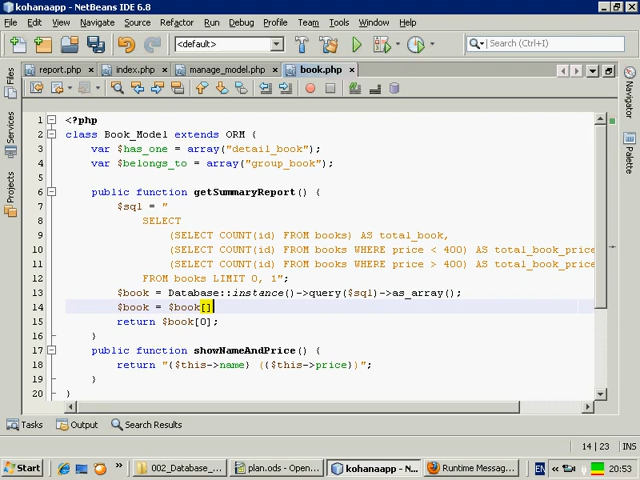 kohanaapp - NetBeans IDE 6.8
File Edit View Navigate Source Refactor Run Debug Profile Team Tools Window Help
<default>
Search (Ctrl+I)
report.php index.php manage_model.php book.php
Files
Services
Projects
Navigator
Palette
1 <?php
2 class Book_Model extends ORM {
3 var $has_one = array("detail_book");
4 var $belongs_to = array("group_book");
5
6 public function getSummaryReport() {
7 $sql = "
8 SELECT
9 (SELECT COUNT(id) FROM books) AS total_book,
10 (SELECT COUNT(id) FROM books WHERE price < 400) AS total_book_price
11 (SELECT COUNT(id) FROM books WHERE price > 400) AS total_book_price
12 FROM books LIMIT 0, 1";
13 $book = Database::instance()->query($sql)->as_array();
14 $book = $book[]
15 return $book[0];
16 }
17 public function showNameAndPrice() {
18 return "{$this->name} ({$this->price})";
19 }
20 }
Tasks Output Search Results
14 | 23 INS
Start » 002_Database_... plan.ods - Open... kohanaapp - N... Runtime Messag... EN « 20:53